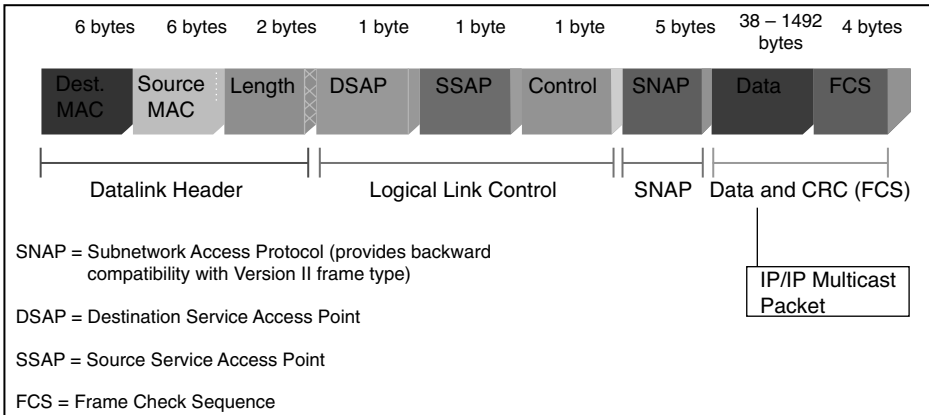 6 bytes 6 bytes 2 bytes 1 byte 1 byte 1 byte 5 bytes 38 – 1492 bytes 4 bytes
Dest. MAC Source MAC Length DSAP SSAP Control SNAP Data FCS
Datalink Header Logical Link Control SNAP Data and CRC (FCS)
SNAP = Subnetwork Access Protocol (provides backward
compatibility with Version II frame type)
IP/IP Multicast
Packet
DSAP = Destination Service Access Point
SSAP = Source Service Access Point
FCS = Frame Check Sequence